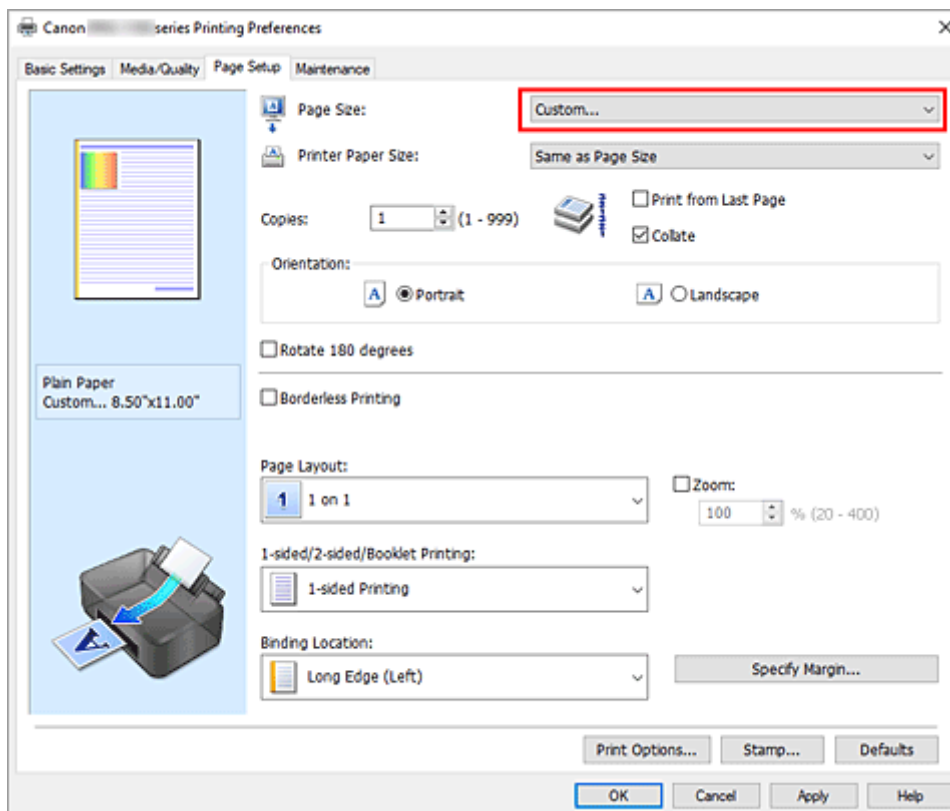 Canon series Printing Preferences
Basic Settings Media/Quality Page Setup Maintenance
Page Size: Custom...
Printer Paper Size: Same as Page Size
Copies: 1 (1 - 999)
Print from Last Page
Collate
Orientation:
A Portrait A Landscape
Rotate 180 degrees
Plain Paper
Custom... 8.50"x11.00"
Borderless Printing
Page Layout:
1 1 on 1
Zoom:
100 % (20 - 400)
1-sided/2-sided/Booklet Printing:
1-sided Printing
Binding Location:
Long Edge (Left)
Specify Margin...
A
Print Options... Stamp... Defaults
OK Cancel Apply Help